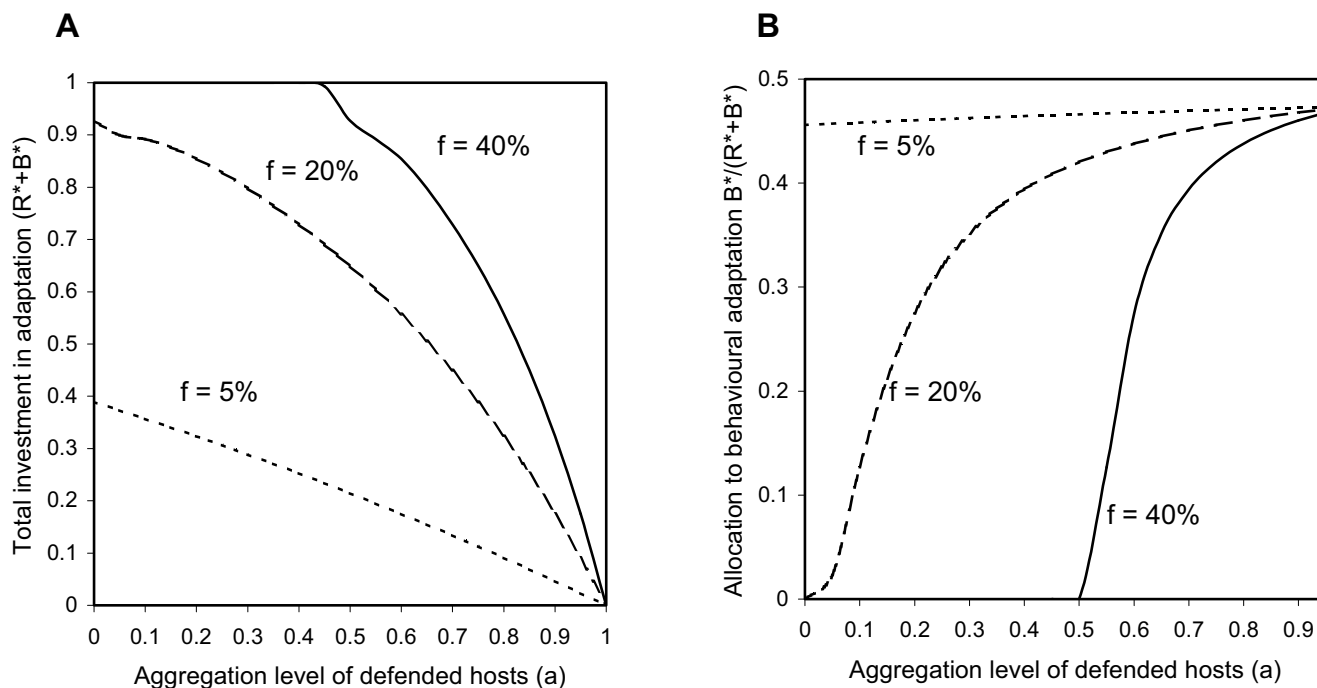 A
Total investment in adaptation (R*+B*)
1
0.9
0.8
0.7
0.6
0.5
0.4
0.3
0.2
0.1
0
f = 40%
f = 20%
f = 5%
0 0.1 0.2 0.3 0.4 0.5 0.6 0.7 0.8 0.9 1
Aggregation level of defended hosts (a)
B
Allocation to behavioural adaptation B*/(R*+B*)
0.5
0.4
0.3
0.2
0.1
0
f = 5%
f = 20%
f = 40%
0 0.1 0.2 0.3 0.4 0.5 0.6 0.7 0.8 0.9
Aggregation level of defended hosts (a)